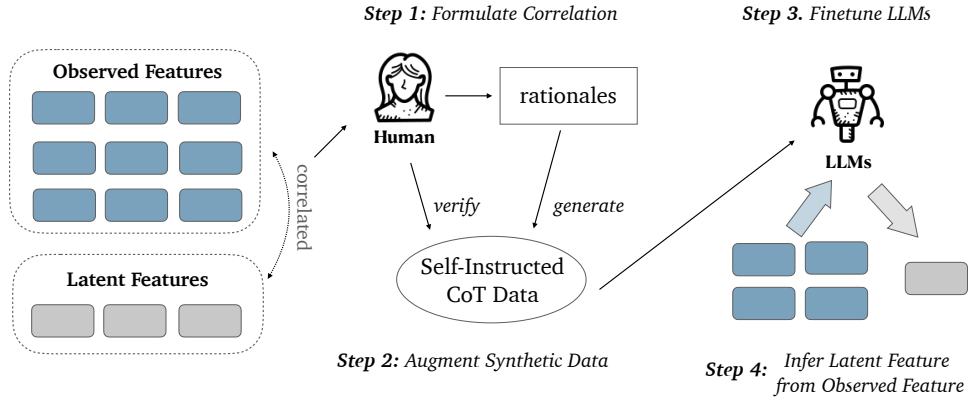 Step 1: Formulate Correlation
Step 3. Finetune LLMs
Observed Features
rationales
Human
LLMs
correlated
verify
generate
Self-Instructed
CoT Data
Latent Features
Step 2: Augment Synthetic Data
Step 4: Infer Latent Feature
from Observed Feature